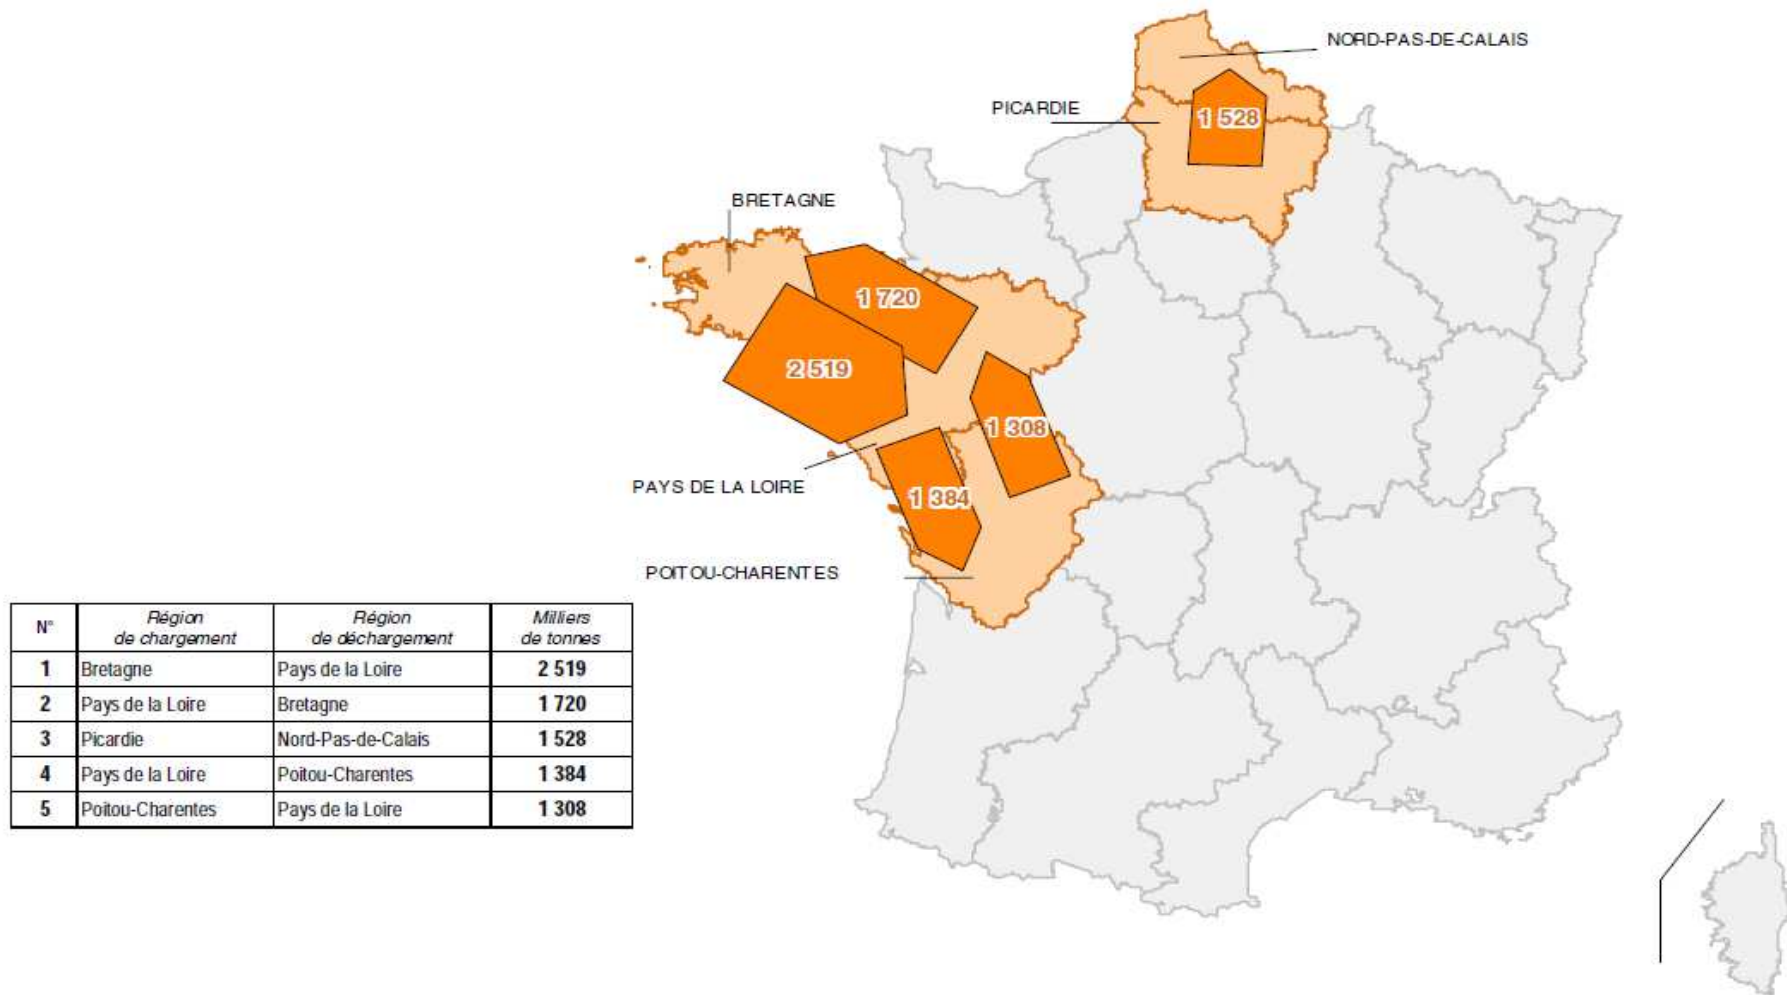 NORD-PAS-DE-CALAIS
PICARDIE
1 528
BRETAGNE
1 720
2 519
1 308
PAYS DE LA LOIRE
1 384
POITOU-CHARENTES
N° Région de chargement Région de déchargement Milliers de tonnes
1 Bretagne Pays de la Loire 2 519
2 Pays de la Loire Bretagne 1 720
3 Picardie Nord-Pas-de-Calais 1 528
4 Pays de la Loire Poitou-Charentes 1 384
5 Poitou-Charentes Pays de la Loire 1 308